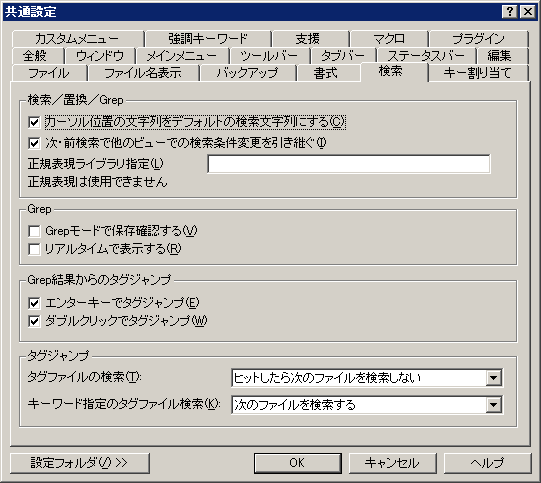 共通設定
カスタムメニュー 強調キーワード 支援 マクロ プラグイン
全般 ウィンドウ メインメニュー ツールバー タブバー ステータスバー 編集
ファイル ファイル名表示 バックアップ 書式 検索 キー割り当て
検索／置換／Grep
カーソル位置の文字列をデフォルトの検索文字列にする(C)
次・前検索で他のビューでの検索条件変更を引き継ぐ(I)
正規表現ライブラリ指定(L)
正規表現は使用できません
Grep
Grepモードで保存確認する(V)
リアルタイムで表示する(R)
Grep結果からのタグジャンプ
エンターキーでタグジャンプ(E)
ダブルクリックでタグジャンプ(W)
タグジャンプ
タグファイルの検索(T): ヒットしたら次のファイルを検索しない
キーワード指定のタグファイル検索(K): 次のファイルを検索する
設定フォルダ(/) >> OK キャンセル ヘルプ